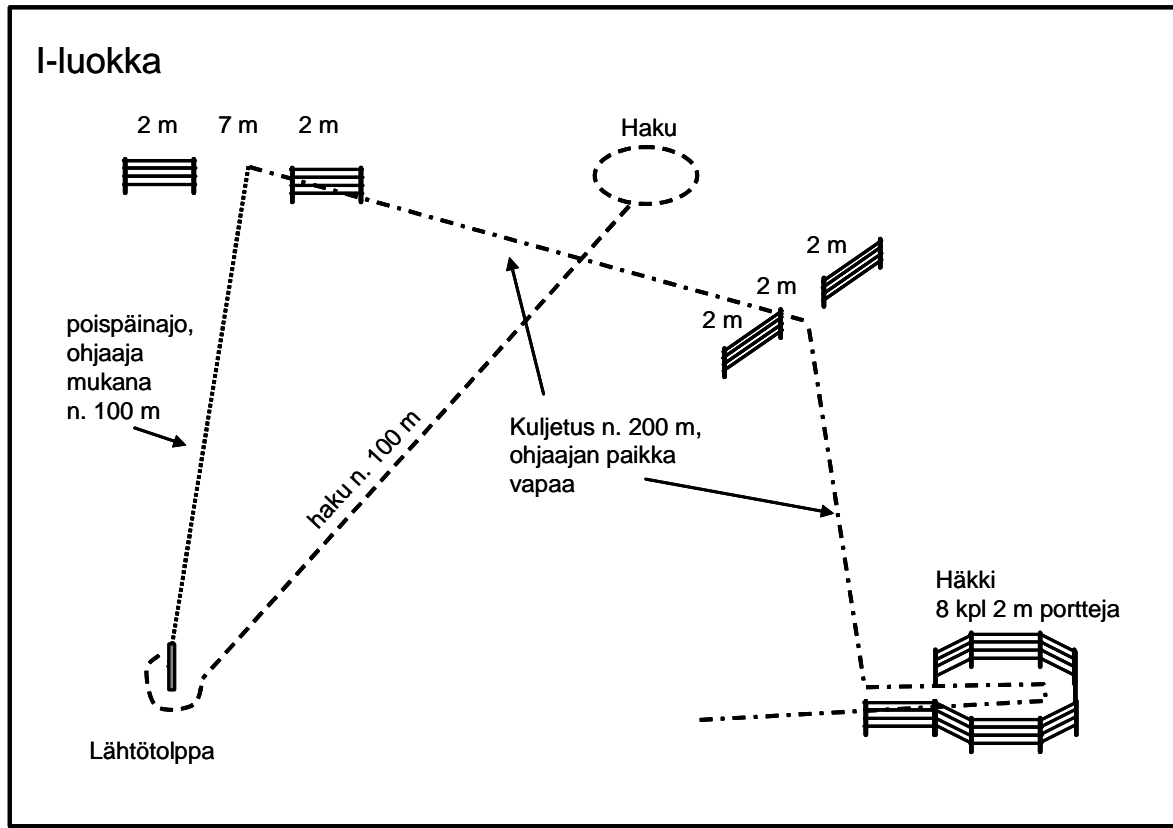 I-luokka
2 m
7 m
2 m
Haku
2 m
2 m
2 m
poispäinajo,
ohjaaja
mukana
n. 100 m
haku n. 100 m
Kuljetus n. 200 m,
ohjaajan paikka
vapaa
Häkki
8 kpl 2 m portteja
Lähtötolppa